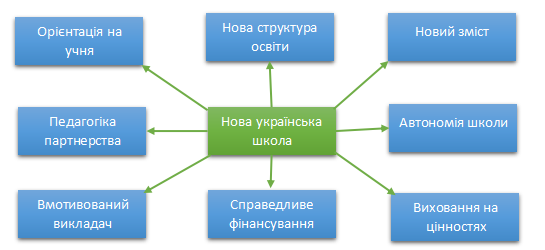 Орієнтація на
учня
Нова структура
освіти
Новий зміст
Педагогіка
партнерства
Нова українська
школа
Автономія школи
Вмотивований
викладач
Справедливе
фінансування
Виховання на
цінностях